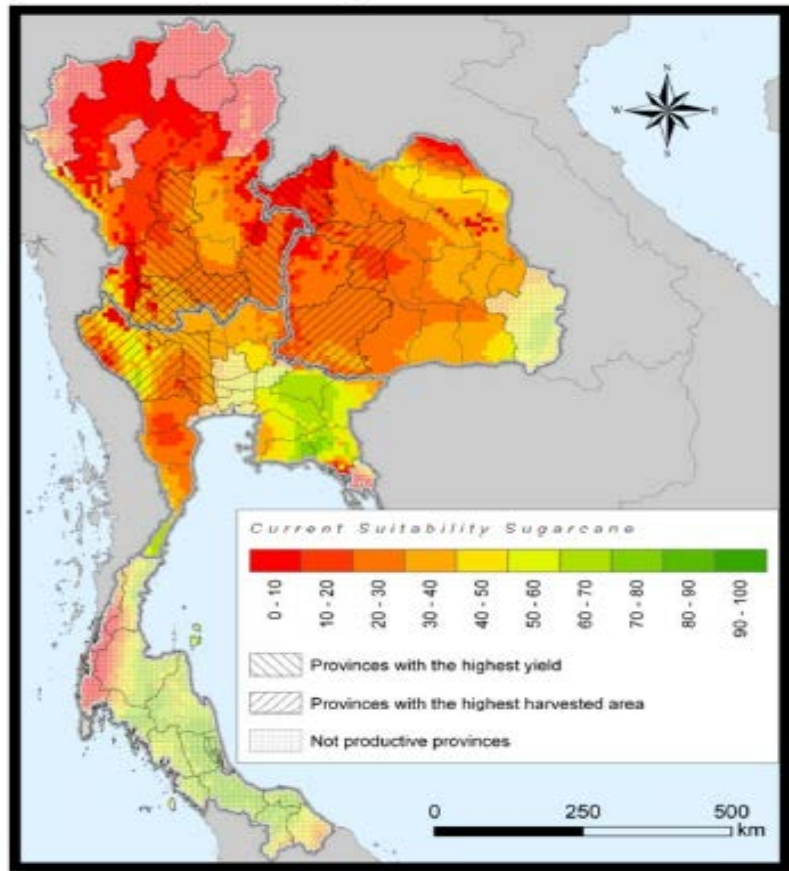 N
W E
S
Current Suitability Sugarcane
0 - 10
10 - 20
20 - 30
30 - 40
40 - 50
50 - 60
60 - 70
70 - 80
80 - 90
90 - 100
Provinces with the highest yield
Provinces with the highest harvested area
Not productive provinces
0 250 500
km